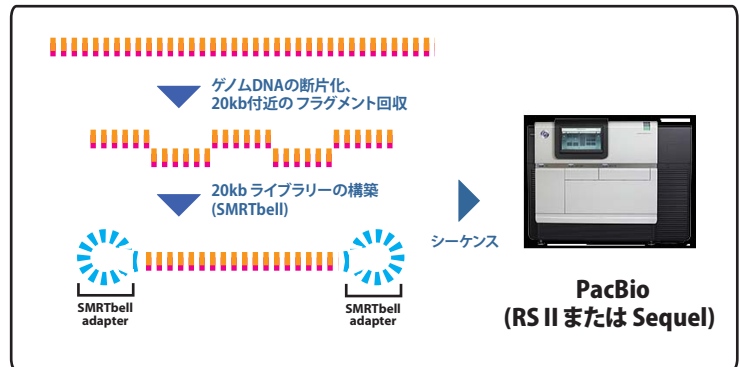 ゲノムDNAの断片化、
20kb付近の フラグメント回収
20kb ライブラリーの構築
(SMRTbell)
シーケンス
SMRTbell
adapter
SMRTbell
adapter
PacBio
(RS II または Sequel)